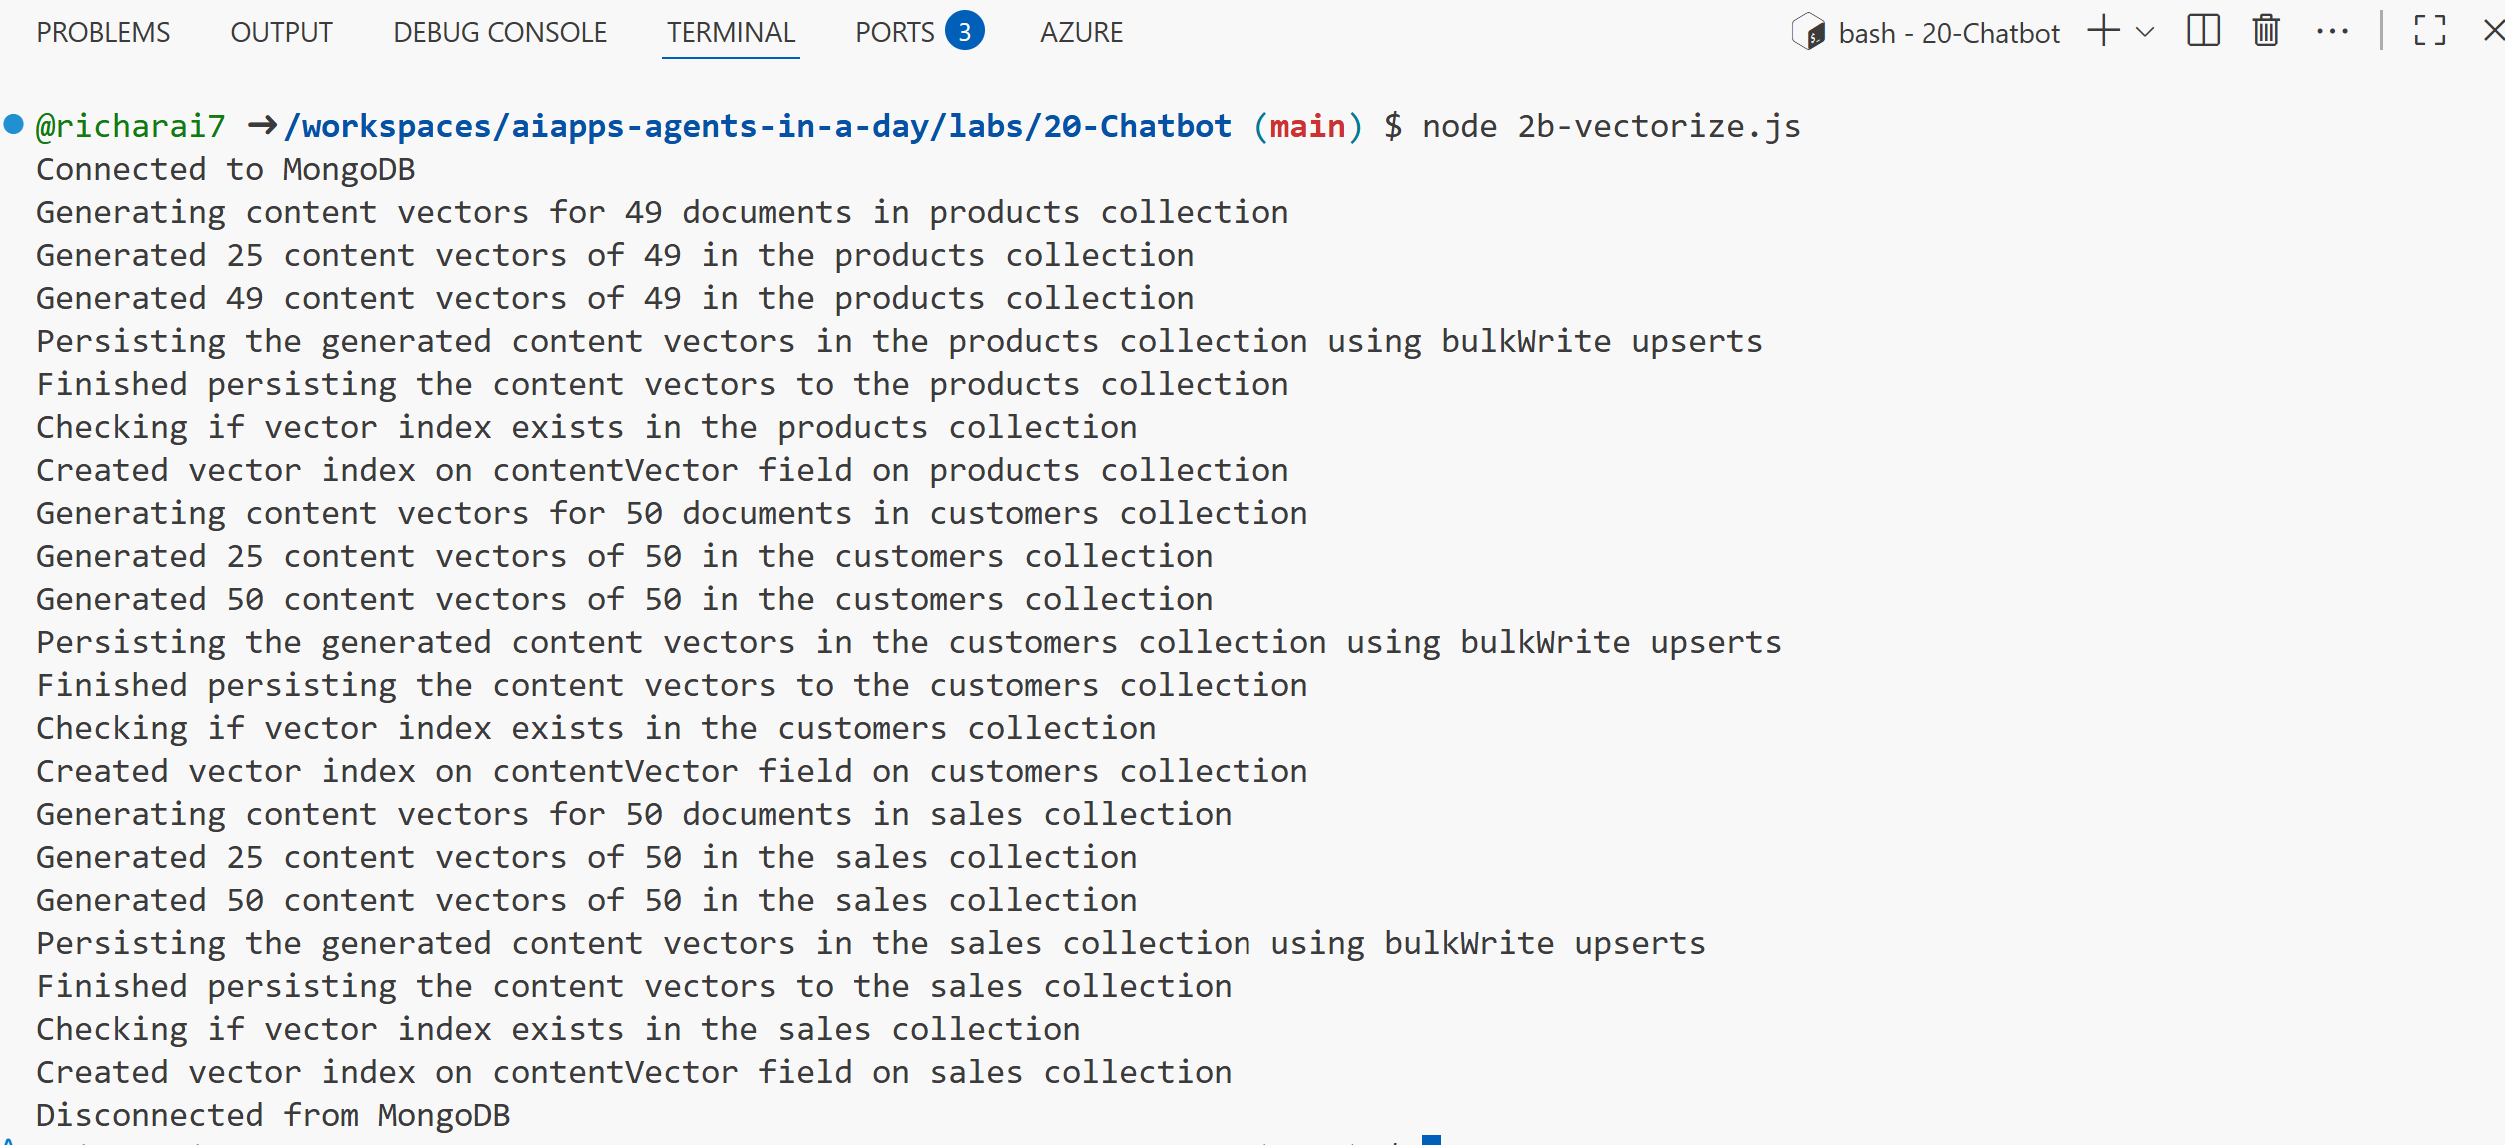 PROBLEMS OUTPUT DEBUG CONSOLE TERMINAL PORTS 3 AZURE bash - 20-Chatbot
@richarai7 ➜ /workspaces/aiapps-agents-in-a-day/labs/20-Chatbot (main) $ node 2b-vectorize.js
Connected to MongoDB
Generating content vectors for 49 documents in products collection
Generated 25 content vectors of 49 in the products collection
Generated 49 content vectors of 49 in the products collection
Persisting the generated content vectors in the products collection using bulkWrite upserts
Finished persisting the content vectors to the products collection
Checking if vector index exists in the products collection
Created vector index on contentVector field on products collection
Generating content vectors for 50 documents in customers collection
Generated 25 content vectors of 50 in the customers collection
Generated 50 content vectors of 50 in the customers collection
Persisting the generated content vectors in the customers collection using bulkWrite upserts
Finished persisting the content vectors to the customers collection
Checking if vector index exists in the customers collection
Created vector index on contentVector field on customers collection
Generating content vectors for 50 documents in sales collection
Generated 25 content vectors of 50 in the sales collection
Generated 50 content vectors of 50 in the sales collection
Persisting the generated content vectors in the sales collection using bulkWrite upserts
Finished persisting the content vectors to the sales collection
Checking if vector index exists in the sales collection
Created vector index on contentVector field on sales collection
Disconnected from MongoDB